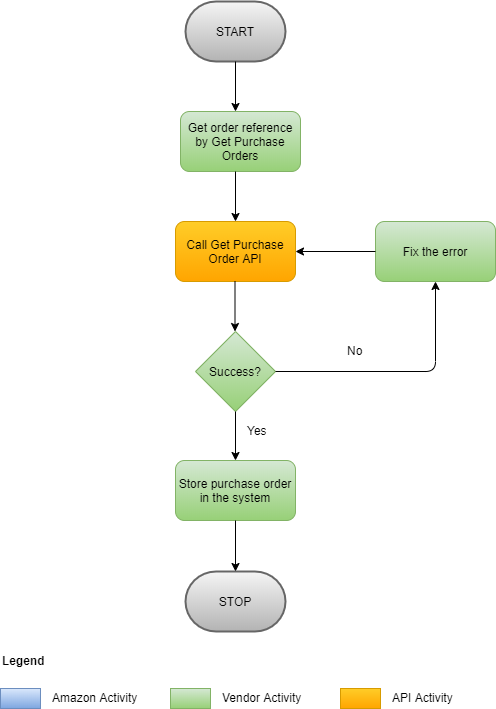 START
Get order reference
by Get Purchase
Orders
Call Get Purchase
Order API
Fix the error
No
Success?
Yes
Store purchase order
in the system
STOP
Legend
Amazon Activity
Vendor Activity
API Activity